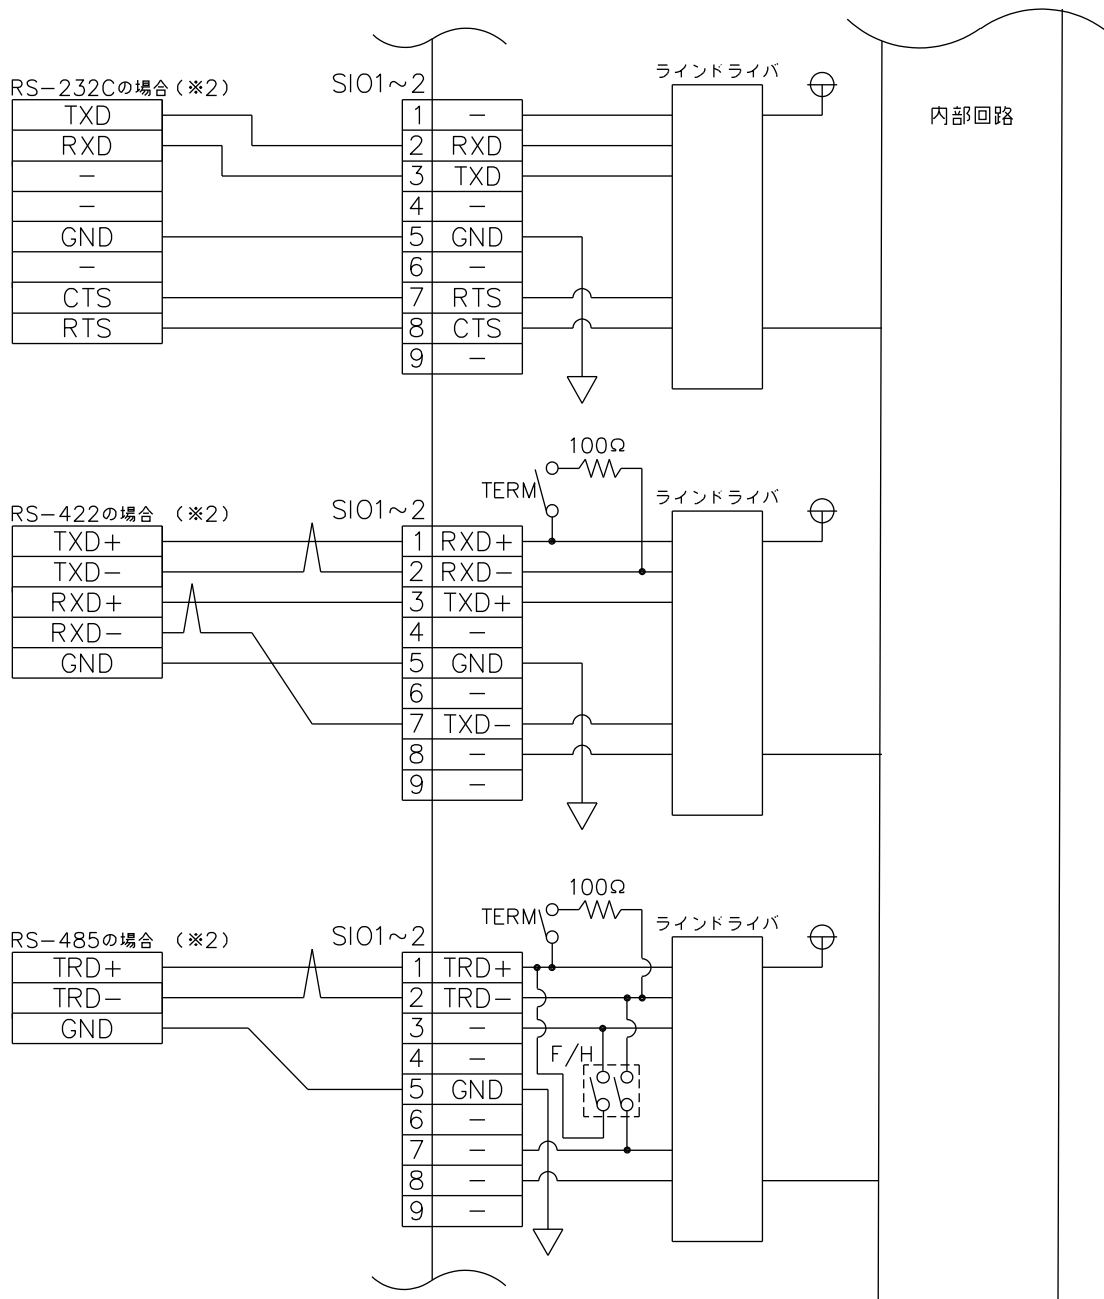 RS-232Cの場合(※2)
TXD
RXD
-
-
GND
-
CTS
RTS
SIO1~2
1 -
2 RXD
3 TXD
4 -
5 GND
6 -
7 RTS
8 CTS
9 -
ラインドライバ
内部回路
RS-422の場合 (※2)
TXD+
TXD-
RXD+
RXD-
GND
SIO1~2
1 RXD+
2 RXD-
3 TXD+
4 -
5 GND
6 -
7 TXD-
8 -
9 -
TERM
100Ω
ラインドライバ
RS-485の場合 (※2)
TRD+
TRD-
GND
SIO1~2
1 TRD+
2 TRD-
3 -
4 -
5 GND
6 -
7 -
8 -
9 -
TERM
100Ω
F/H
ラインドライバ